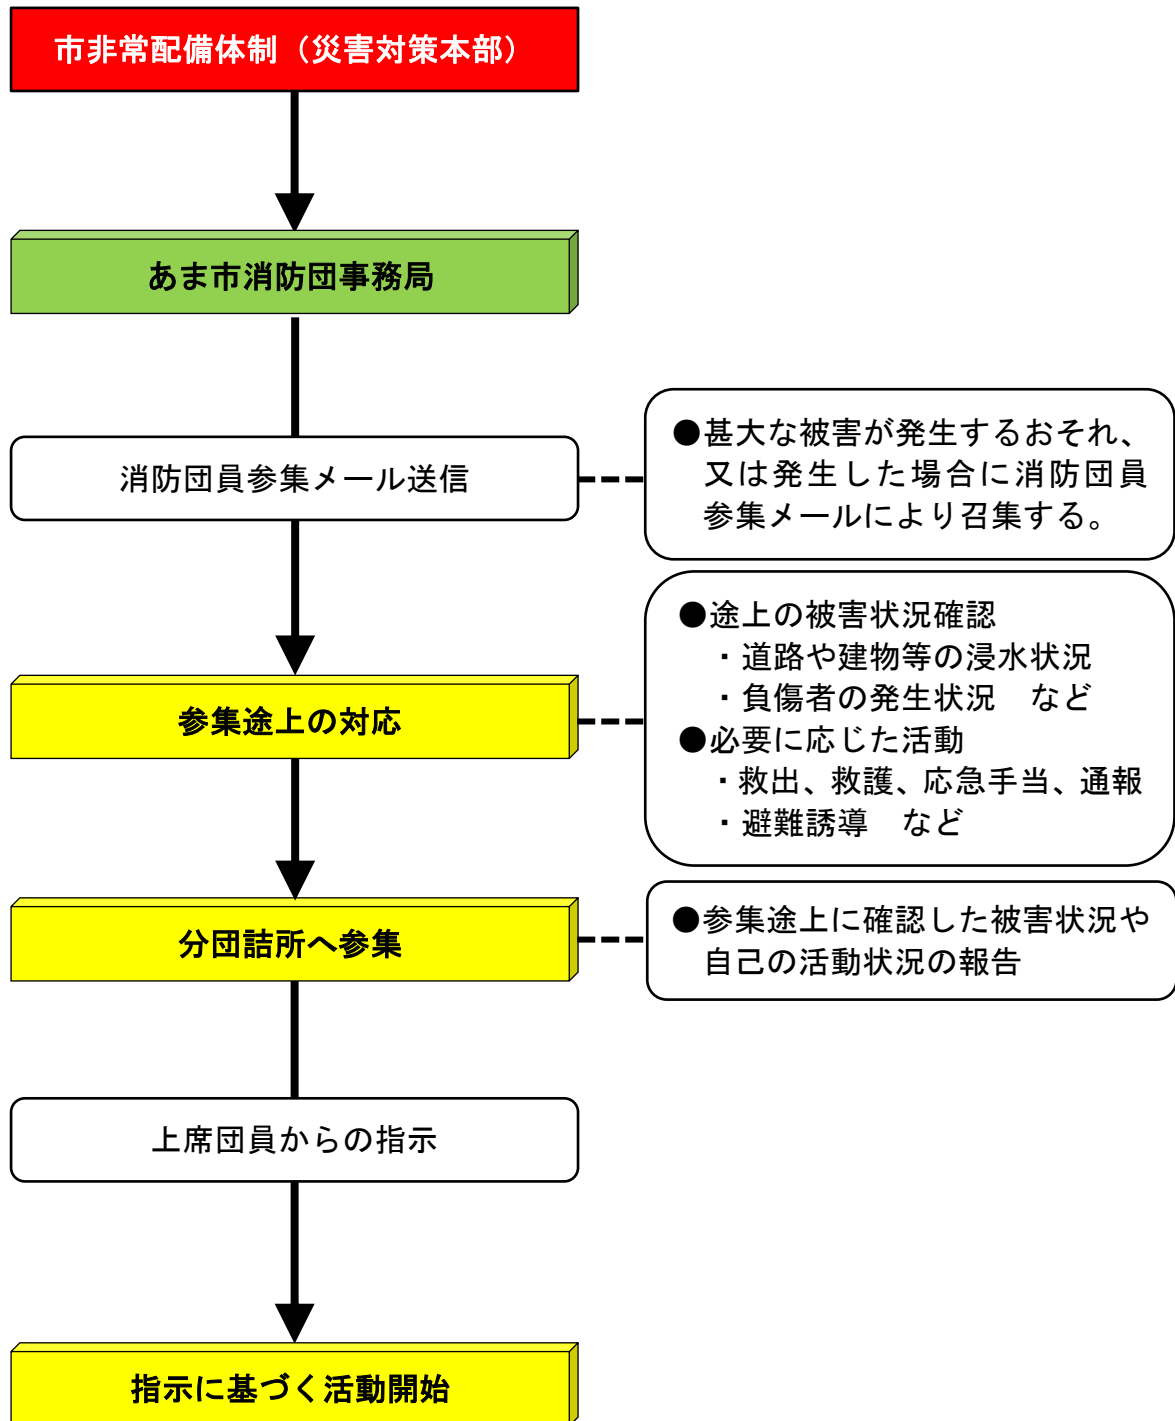 市非常配備体制（災害対策本部）
あま市消防団事務局
消防団員参集メール送信
●甚大な被害が発生するおそれ、
又は発生した場合に消防団員
参集メールにより召集する。
参集途上の対応
●途上の被害状況確認
・道路や建物等の浸水状況
・負傷者の発生状況　など
●必要に応じた活動
・救出、救護、応急手当、通報
・避難誘導　など
分団詰所へ参集
●参集途上に確認した被害状況や
自己の活動状況の報告
上席団員からの指示
指示に基づく活動開始